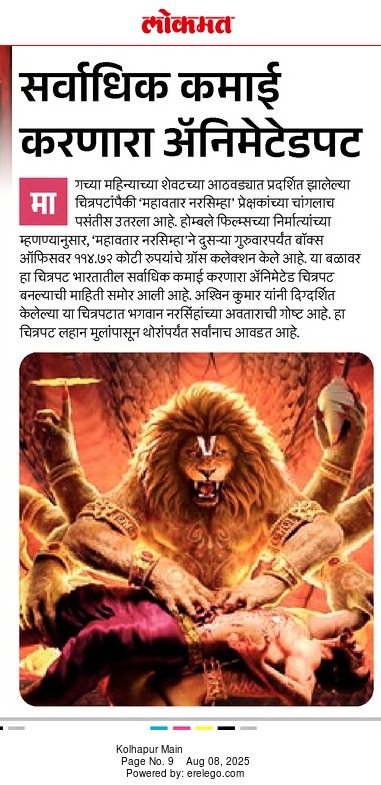 लोकमत
सर्वाधिक कमाई
करणारा ॲनिमेटेडपट
मागच्या महिन्याच्या शेवटच्या आठवड्यात प्रदर्शित झालेल्या
चित्रपटांपैकी ‘महावतार नरसिम्हा’ प्रेक्षकांच्या चांगलाच
पसंतीस उतरला आहे. होम्बले फिल्म्सच्या निर्मात्यांच्या
म्हणण्यानुसार, ‘महावतार नरसिम्हा’ने दुसऱ्या गुरुवारपर्यंत बॉक्स
ऑफिसवर ११४.७२ कोटी रुपयांचे ग्रॉस कलेक्शन केले आहे. या बळावर
हा चित्रपट भारतातील सर्वाधिक कमाई करणारा ॲनिमेटेड चित्रपट
बनल्याची माहिती समोर आली आहे. अश्विन कुमार यांनी दिग्दर्शित
केलेल्या या चित्रपटात भगवान नरसिंहांच्या अवताराची गोष्ट आहे. हा
चित्रपट लहान मुलांपासून थोरांपर्यंत सर्वांनाच आवडत आहे.
Kolhapur Main
Page No. 9 Aug 08, 2025
Powered by: erelego.com